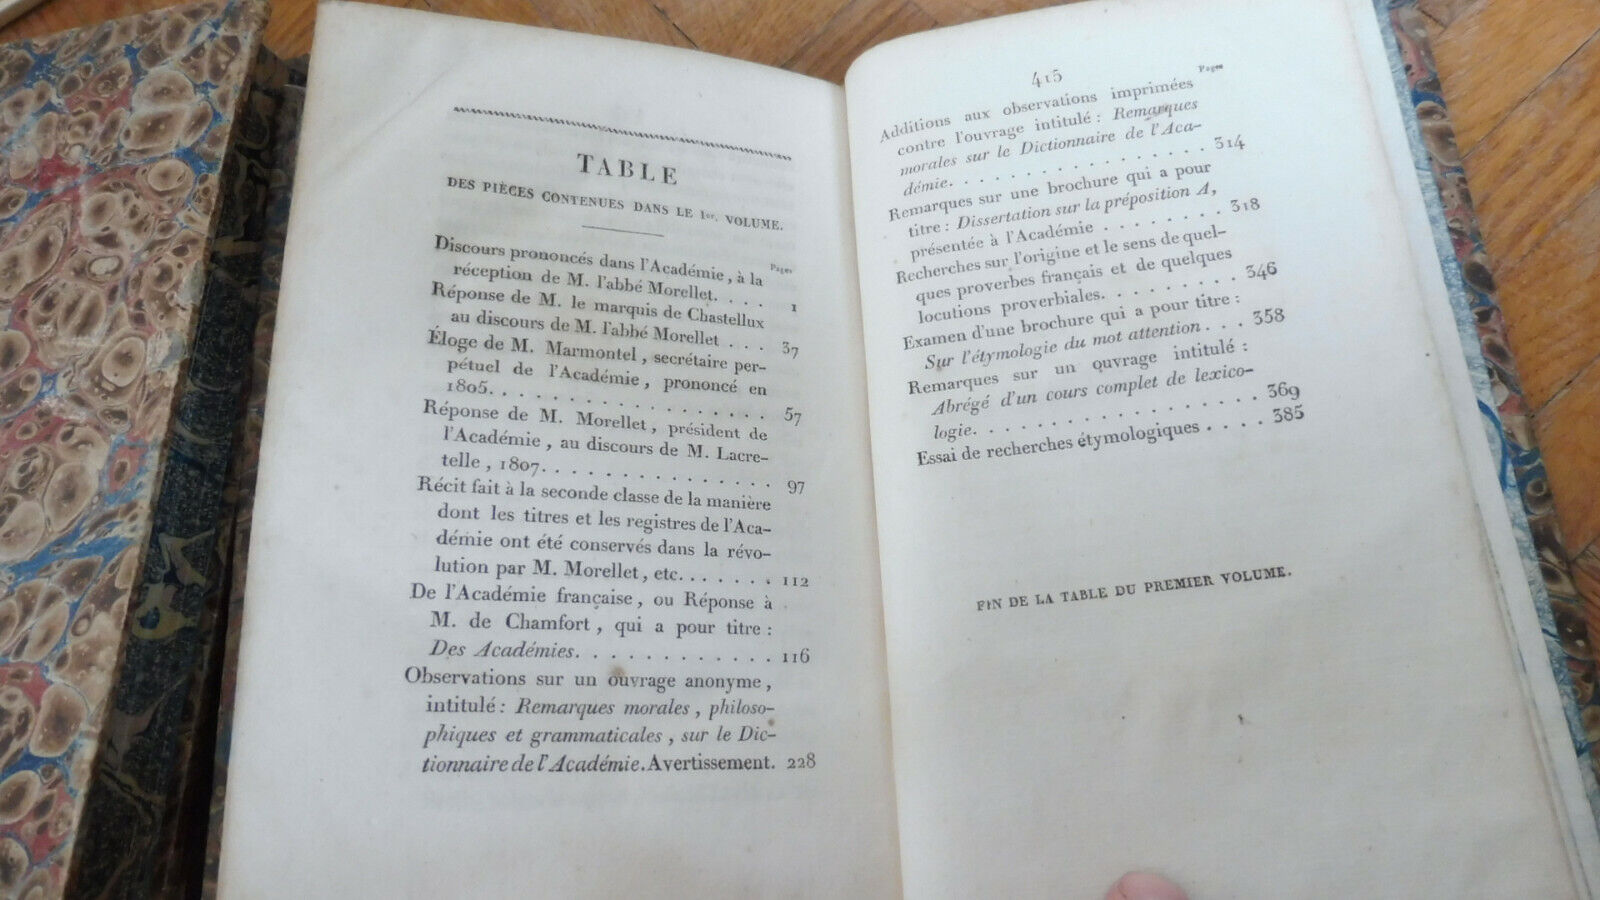 TABLE
DES PIÈCES CONTENUES DANS LE 1er. VOLUME.
Pages
Discours prononcés dans l'Académie, à la
réception de M. l'abbé Morellet. . . . 1
Réponse de M. le marquis de Chastellux
au discours de M. l'abbé Morellet . . . 37
Éloge de M. Marmontel, secrétaire per-
pétuel de l'Académie, prononcé en
1805. . . . . . . . . . . . . . . . . . 57
Réponse de M. Morellet, président de
l'Académie, au discours de M. Lacre-
telle, 1807. . . . . . . . . . . . . 97
Récit fait à la seconde classe de la manière
dont les titres et les registres de l'Aca-
démie ont été conservés dans la révo-
lution par M. Morellet, etc. . . . . . . 112
De l'Académie française, ou Réponse à
M. de Chamfort, qui a pour titre :
Des Académies. . . . . . . . . . . . 116
Observations sur un ouvrage anonyme,
intitulé : Remarques morales, philoso-
phiques et grammaticales, sur le Dic-
tionnaire de l'Académie. Avertissement. 228
415
Pages
Additions aux observations imprimées
contre l'ouvrage intitulé : Remarques
morales sur le Dictionnaire de l'Aca-
démie. . . . . . . . . . . . . . 314
Remarques sur une brochure qui a pour
titre : Dissertation sur la préposition A,
présentée à l'Académie . . . . . . . 318
Recherches sur l'origine et le sens de quel-
ques proverbes français et de quelques
locutions proverbiales. . . . . . . . . 346
Examen d'une brochure qui a pour titre :
Sur l'étymologie du mot attention . . . 358
Remarques sur un ouvrage intitulé :
Abrégé d'un cours complet de lexico-
logie. . . . . . . . . . . . . . . . 369
Essai de recherches étymologiques . . . . 385
FIN DE LA TABLE DU PREMIER VOLUME.